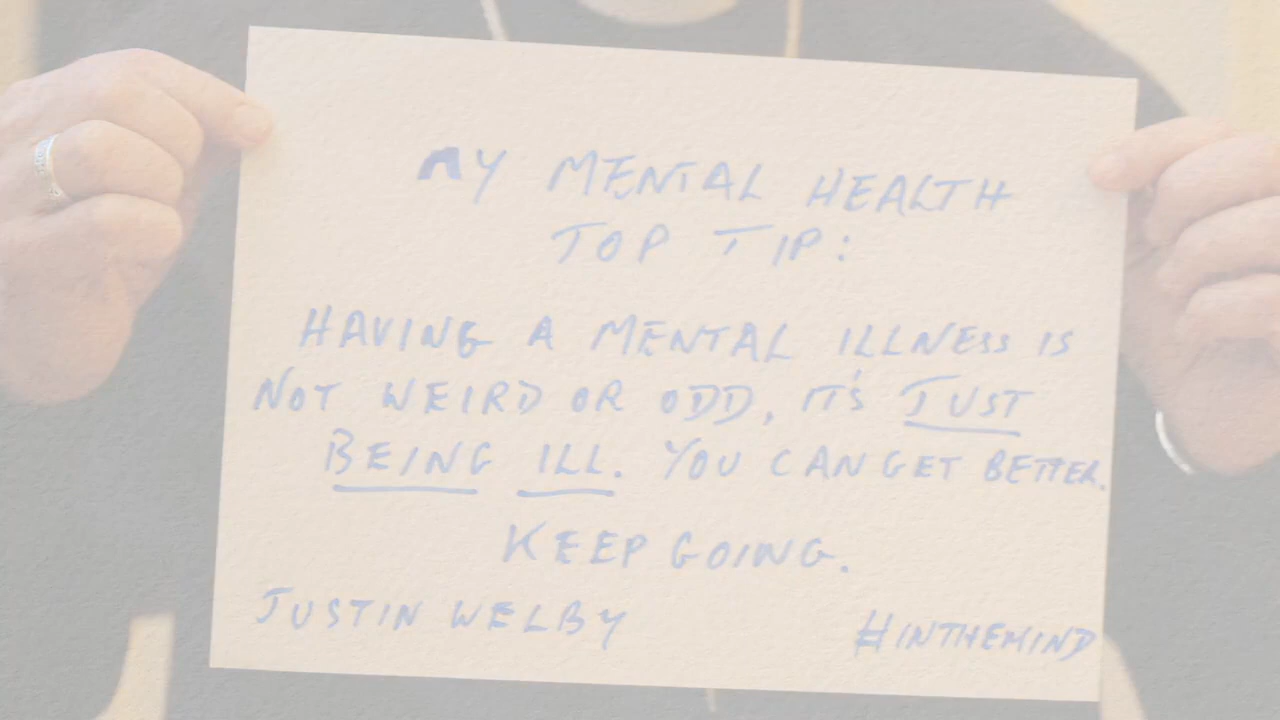 MY MENTAL HEALTH
TOP TIP:
HAVING A MENTAL ILLNESS IS
NOT WEIRD OR ODD, IT'S JUST
BEING ILL. YOU CAN GET BETTER.
KEEP GOING.
JUSTIN WELBY #INTHEMIND